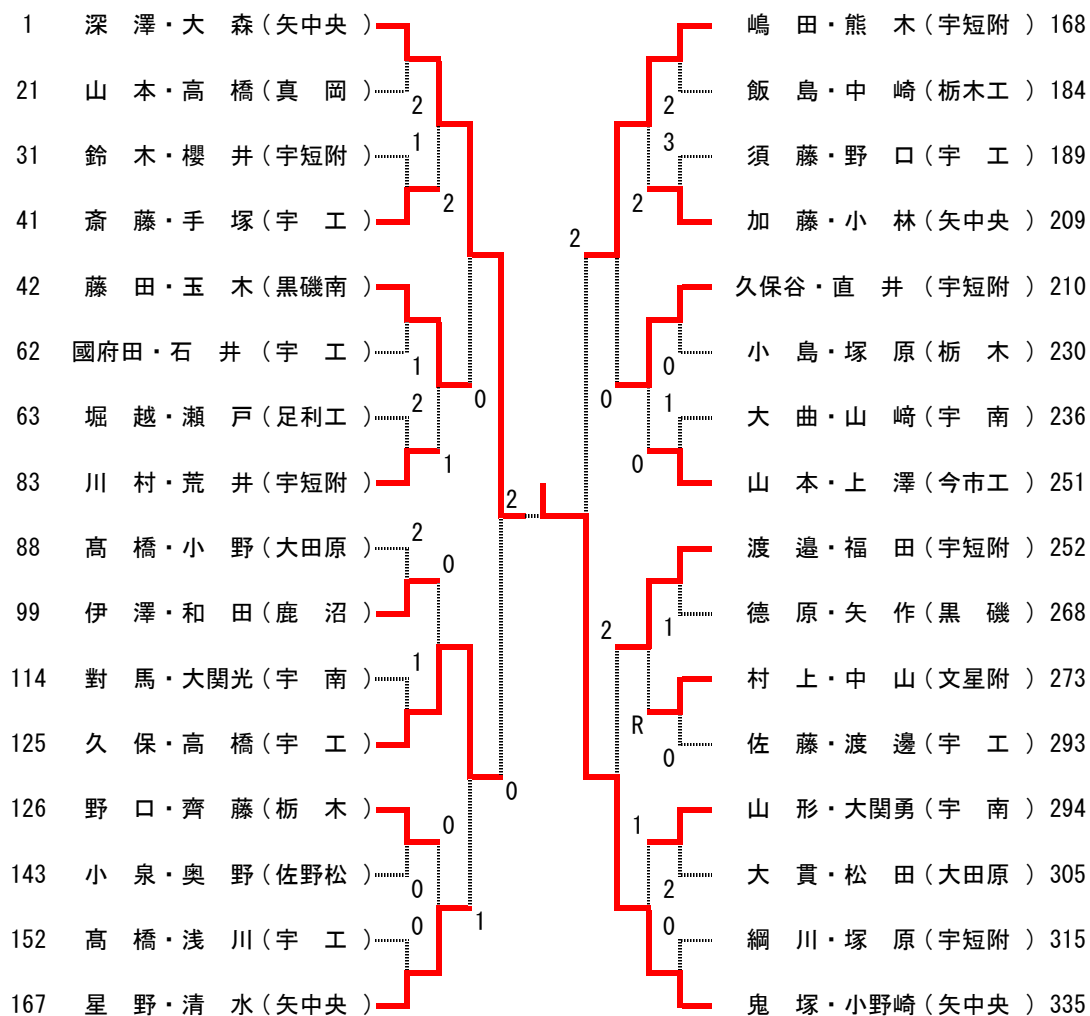 1 深 澤・大 森(矢中央 )
21 山 本・高 橋(真 岡 )
2
31 鈴 木・櫻 井(宇短附 )
1
41 斎 藤・手 塚(宇 工 )
2
42 藤 田・玉 木(黒磯南 )
62 國府田・石 井 (宇 工 )
1
0
63 堀 越・瀬 戸(足利工 )
2
83 川 村・荒 井(宇短附 )
1
88 髙 橋・小 野(大田原 )
2
0
99 伊 澤・和 田(鹿 沼 )
114 對 馬・大関光(宇 南 )
1
125 久 保・高 橋(宇 工 )
0
126 野 口・齊 藤(栃 木 )
0
143 小 泉・奥 野(佐野松 )
0
152 髙 橋・浅 川(宇 工 )
0
1
167 星 野・清 水(矢中央 )
2
嶋 田・熊 木(宇短附 ) 168
飯 島・中 崎(栃木工 ) 184
2
須 藤・野 口(宇 工 ) 189
3
加 藤・小 林(矢中央 ) 209
2
2
久保谷・直 井 (宇短附 ) 210
小 島・塚 原(栃 木 ) 230
0
0
大 曲・山 﨑(宇 南 ) 236
1
山 本・上 澤(今市工 ) 251
0
渡 邉・福 田(宇短附 ) 252
徳 原・矢 作(黒 磯 ) 268
1
2
村 上・中 山(文星附 ) 273
R
佐 藤・渡 邊(宇 工 ) 293
0
山 形・大関勇(宇 南 ) 294
1
大 貫・松 田(大田原 ) 305
2
綱 川・塚 原(宇短附 ) 315
0
鬼 塚・小野崎(矢中央 ) 335